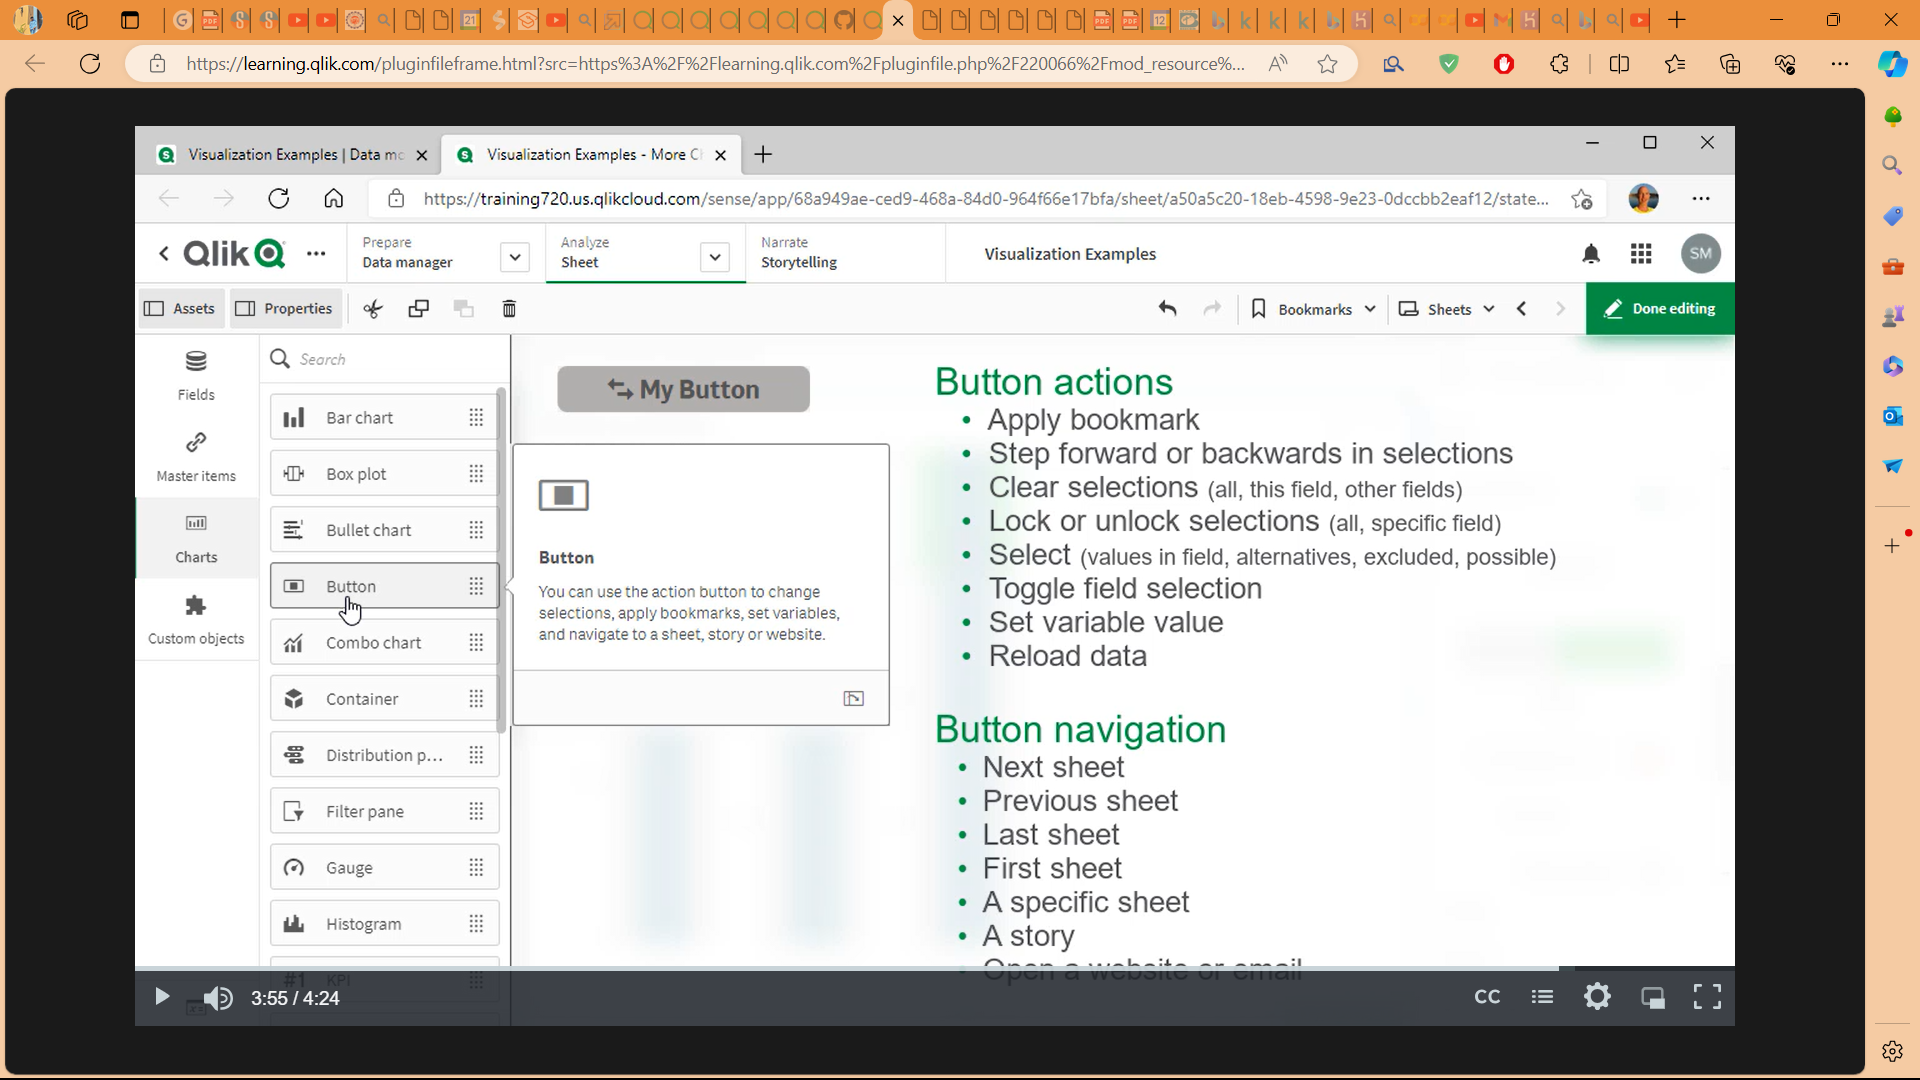 https://learning.qlik.com/pluginfileframe.html?src=https%3A%2F%2Flearning.qlik.com%2Fpluginfile.php%2F220066%2Fmod_resource%...
Visualization Examples | Data mo
Visualization Examples - More C
https://training720.us.qlikcloud.com/sense/app/68a949ae-ced9-468a-84d0-964f66e17bfa/sheet/a50a5c20-18eb-4598-9e23-0dccbb2eaf12/state...
Qlik
Prepare
Data manager
Analyze
Sheet
Narrate
Storytelling
Visualization Examples
SM
Assets
Properties
Bookmarks
Sheets
Done editing
Fields
Master items
Charts
Custom objects
Search
Bar chart
Box plot
Bullet chart
Button
Combo chart
Container
Distribution p...
Filter pane
Gauge
Histogram
#1 KPI
My Button
Button
You can use the action button to change
selections, apply bookmarks, set variables,
and navigate to a sheet, story or website.
Button actions
• Apply bookmark
• Step forward or backwards in selections
• Clear selections (all, this field, other fields)
• Lock or unlock selections (all, specific field)
• Select (values in field, alternatives, excluded, possible)
• Toggle field selection
• Set variable value
• Reload data
Button navigation
• Next sheet
• Previous sheet
• Last sheet
• First sheet
• A specific sheet
• A story
• Open a website or email
3:55 / 4:24
CC